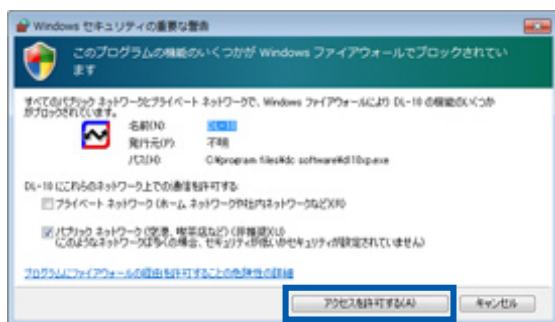 Windows セキュリティの重要な警告
このプログラムの機能のいくつかが Windows ファイアウォールでブロックされてい
ます
すべてのパブリック ネットワークとプライベート ネットワークで、Windows ファイアウォールにより DL-10 の機能のいくつか
がブロックされています。
名前(N): DL-10
発行元(P): 不明
パス(H): C:¥program files¥dc software¥dl10xp.exe
DL-10 にこれらのネットワーク上での通信を許可する:
プライベート ネットワーク (ホーム ネットワークや社内ネットワークなど)(R)
パブリック ネットワーク (空港、喫茶店など) (非推奨)(U)
(このようなネットワークは多くの場合、セキュリティが低いかセキュリティが設定されていません)
プログラムにファイアウォールの経由を許可することの危険性の詳細
アクセスを許可する(A) キャンセル